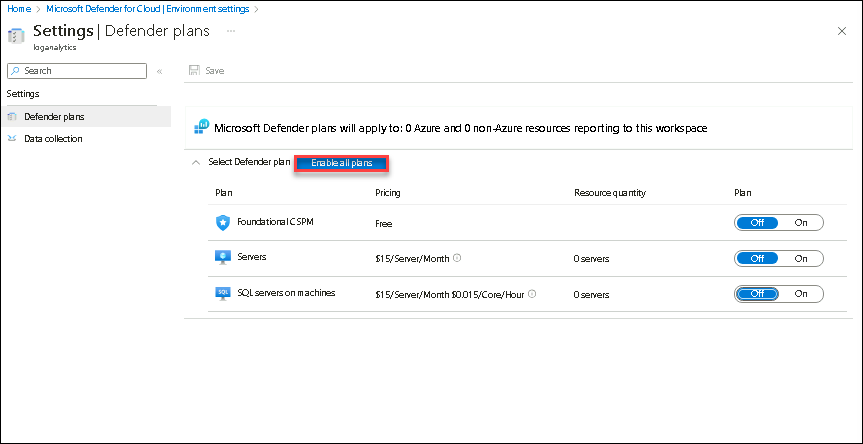 Home > Microsoft Defender for Cloud | Environment settings >
Settings | Defender plans ...
loganalytics
Search
«
Save
Settings
Defender plans
Data collection
Microsoft Defender plans will apply to: 0 Azure and 0 non-Azure resources reporting to this workspace
Select Defender plan Enable all plans
Plan Pricing Resource quantity Plan
Foundational CSPM Free Off On
Servers $15/Server/Month 0 servers Off On
SQL SQL servers on machines $15/Server/Month $0.015/Core/Hour 0 servers Off On